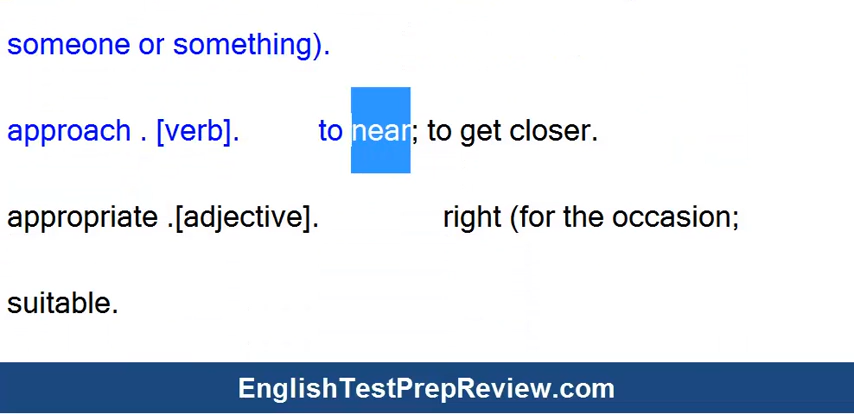 someone or something).
approach . [verb]. to near; to get closer.
appropriate .[adjective]. right (for the occasion;
suitable.
EnglishTestPrepReview.com